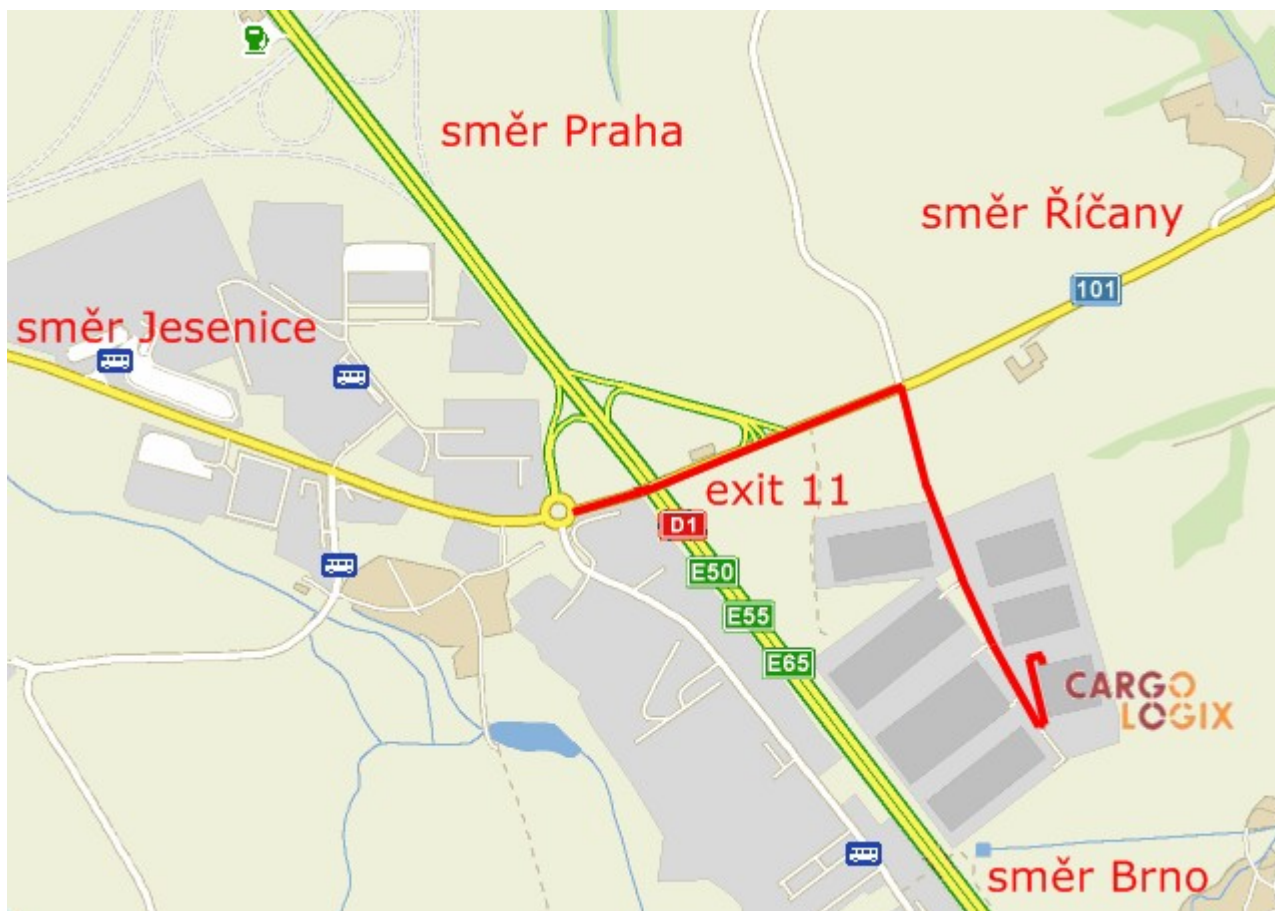 směr Praha
směr Říčany
101
směr Jesenice
exit 11
D1
E50
E55
E65
CARGO
LOGIX
směr Brno